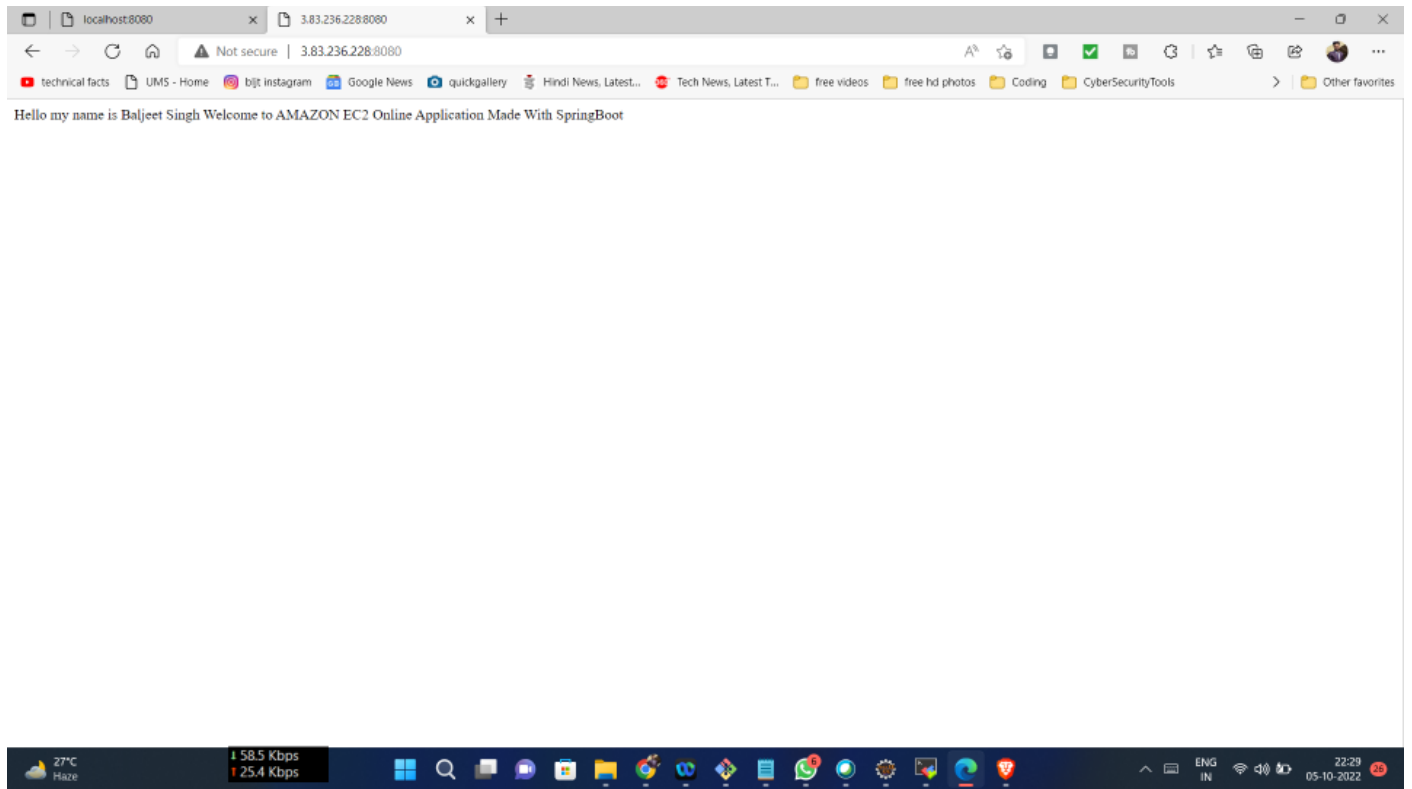 localhost:8080 3.83.236.228:8080
Not secure | 3.83.236.228:8080
technical facts UMS - Home bljt instagram Google News quickgallery Hindi News, Latest... Tech News, Latest T... free videos free hd photos Coding CyberSecurityTools Other favorites
Hello my name is Baljeet Singh Welcome to AMAZON EC2 Online Application Made With SpringBoot
27°C
Haze
58.5 Kbps
25.4 Kbps
6
ENG
IN
22:29
05-10-2022
26